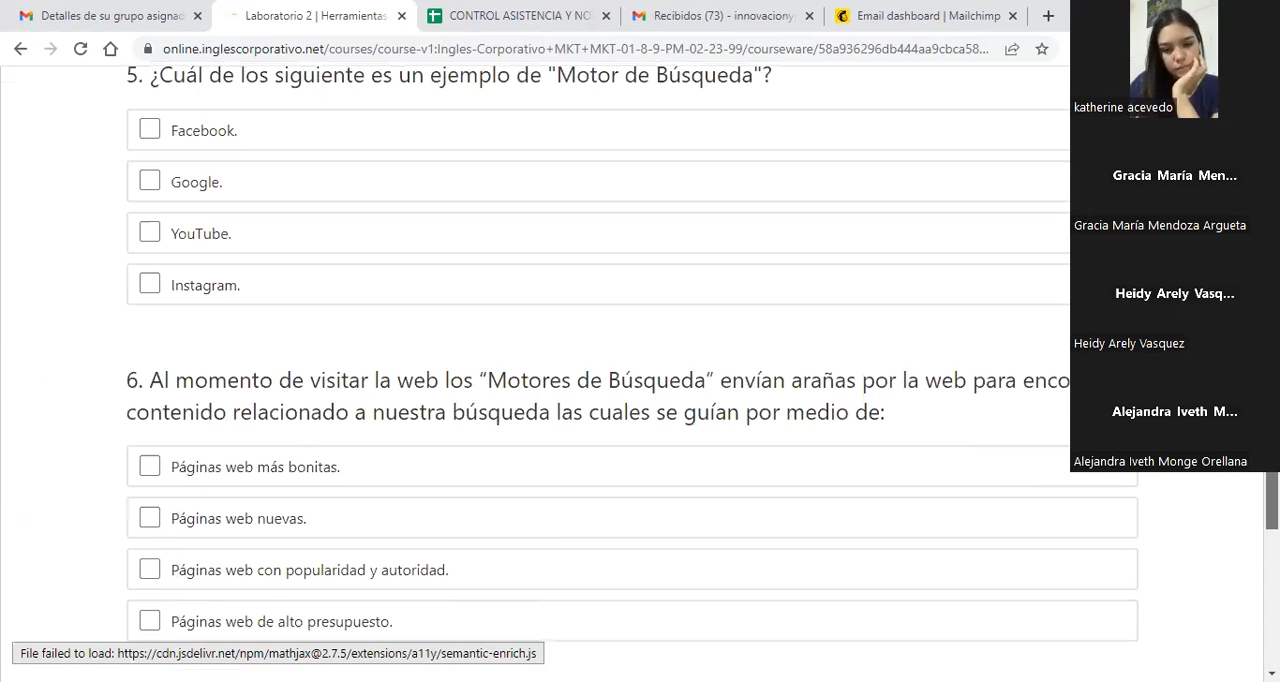 Detalles de su grupo asignad
Laboratorio 2 | Herramientas
CONTROL ASISTENCIA Y NO
Recibidos (73) - innovaciony
Email dashboard | Mailchimp
online.inglescorporativo.net/courses/course-v1:Ingles-Corporativo+MKT+MKT-01-8-9-PM-02-23-99/courseware/58a936296db444aa9cbca58...
5. ¿Cuál de los siguiente es un ejemplo de "Motor de Búsqueda"?
Facebook.
Google.
YouTube.
Instagram.
6. Al momento de visitar la web los “Motores de Búsqueda” envían arañas por la web para enco
contenido relacionado a nuestra búsqueda las cuales se guían por medio de:
Páginas web más bonitas.
Páginas web nuevas.
Páginas web con popularidad y autoridad.
Páginas web de alto presupuesto.
File failed to load: https://cdn.jsdelivr.net/npm/mathjax@2.7.5/extensions/a11y/semantic-enrich.js
katherine acevedo
Gracia María Men...
Gracia María Mendoza Argueta
Heidy Arely Vasq...
Heidy Arely Vasquez
Alejandra Iveth M...
Alejandra Iveth Monge Orellana